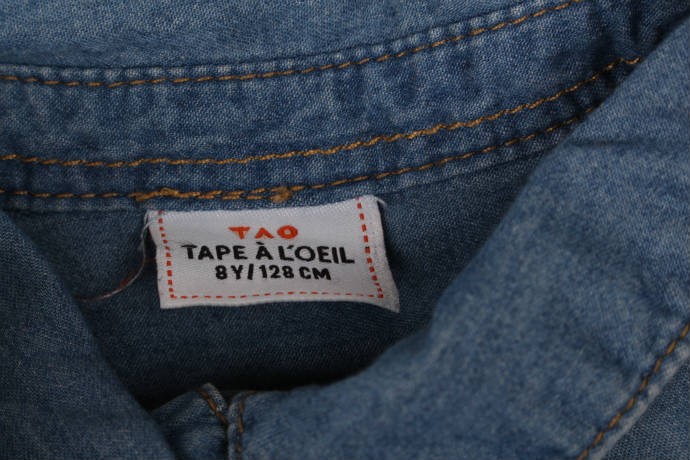 TAO
TAPE À L'OEIL
8Y/128 CM